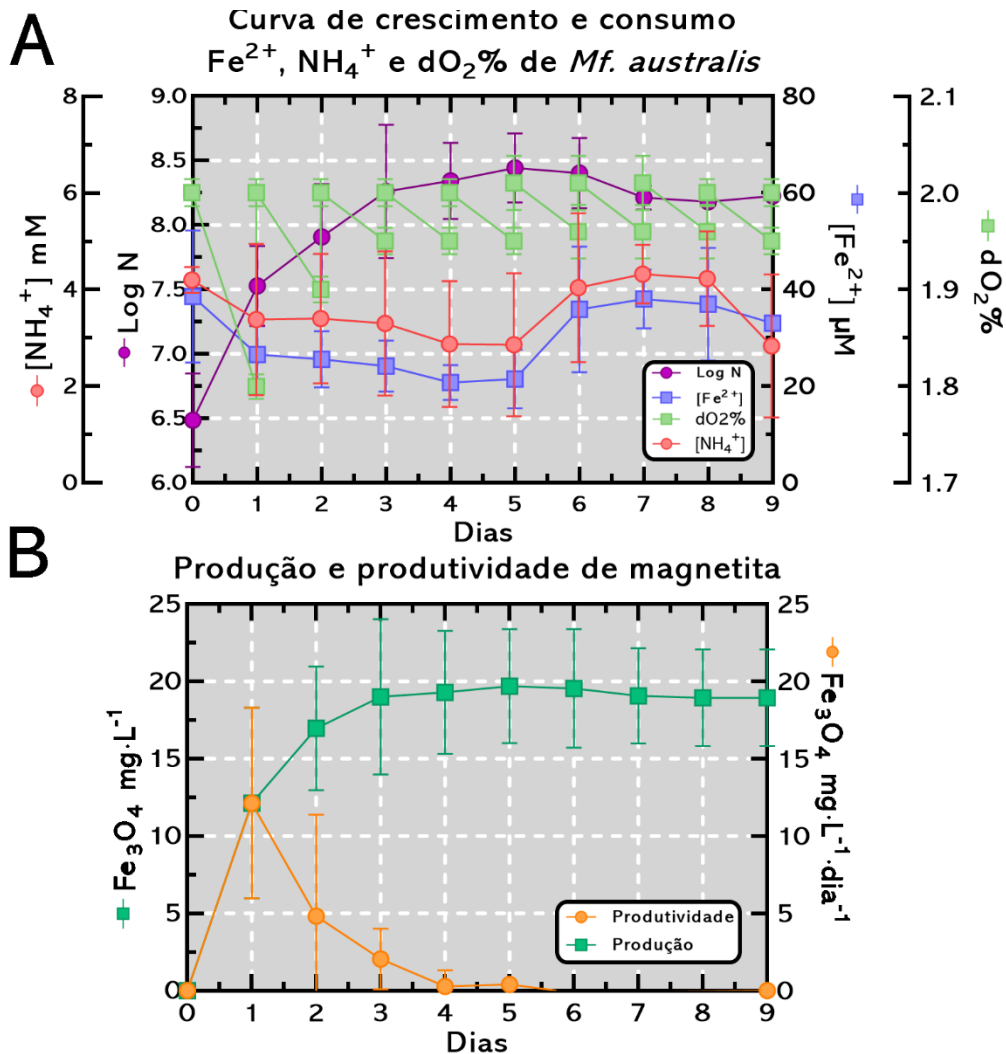 A
Curva de crescimento e consumo
Fe²⁺, NH₄⁺ e dO₂% de Mf. australis
8
6
4
2
0
[NH₄⁺] mM
9.0
8.5
8.0
7.5
7.0
6.5
6.0
Log N
80
60
40
20
0
[Fe²⁺] µM
2.1
2.0
1.9
1.8
1.7
dO₂%
Log N
[Fe²⁺]
dO2%
[NH₄⁺]
0 1 2 3 4 5 6 7 8 9
Dias
B
Produção e produtividade de magnetita
25
20
15
10
5
0
Fe₃O₄ mg·L⁻¹
25
20
15
10
5
0
Fe₃O₄ mg·L⁻¹·dia⁻¹
Produtividade
Produção
0 1 2 3 4 5 6 7 8 9
Dias